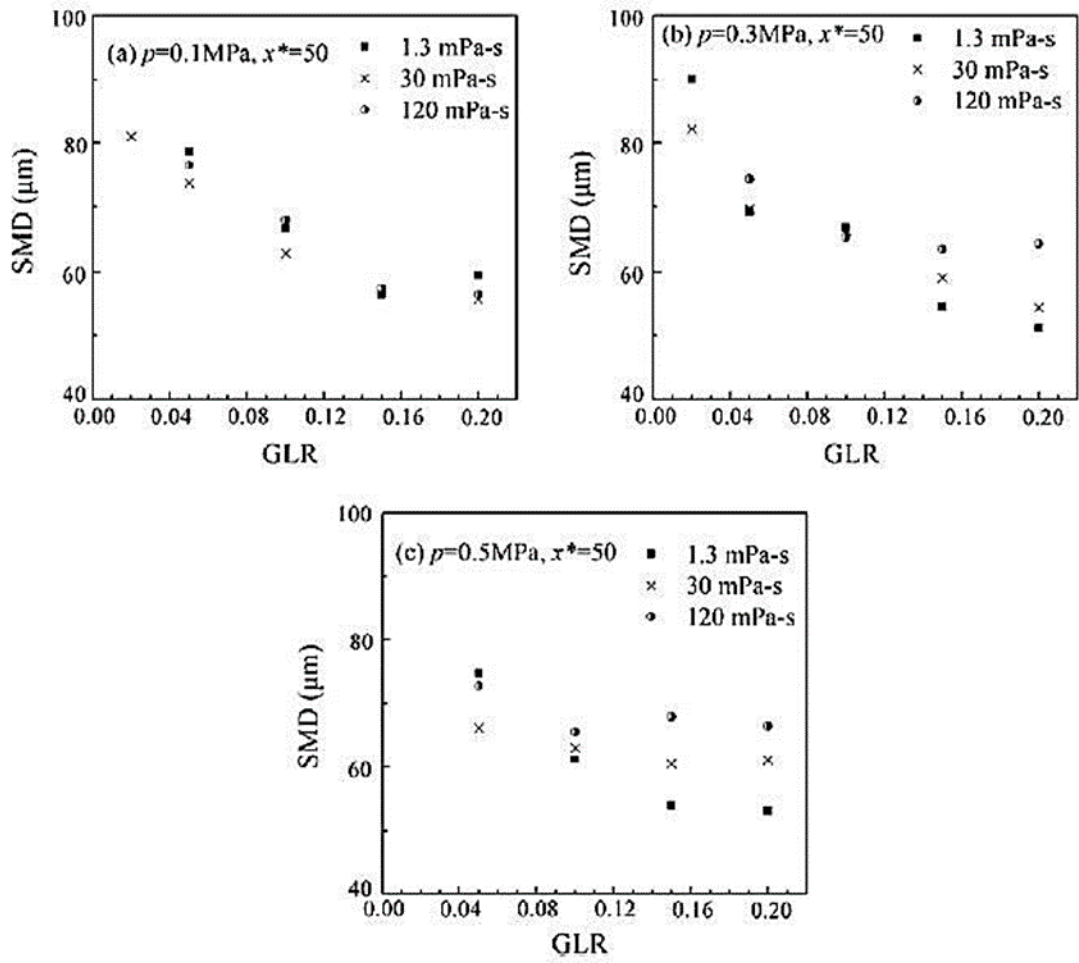 100
80
60
40
SMD (μm)
(a) p=0.1MPa, x*=50
1.3 mPa-s
30 mPa-s
120 mPa-s
0.00 0.04 0.08 0.12 0.16 0.20
GLR
100
80
60
40
SMD (μm)
(b) p=0.3MPa, x*=50
1.3 mPa-s
30 mPa-s
120 mPa-s
0.00 0.04 0.08 0.12 0.16 0.20
GLR
100
80
60
40
SMD (μm)
(c) p=0.5MPa, x*=50
1.3 mPa-s
30 mPa-s
120 mPa-s
0.00 0.04 0.08 0.12 0.16 0.20
GLR